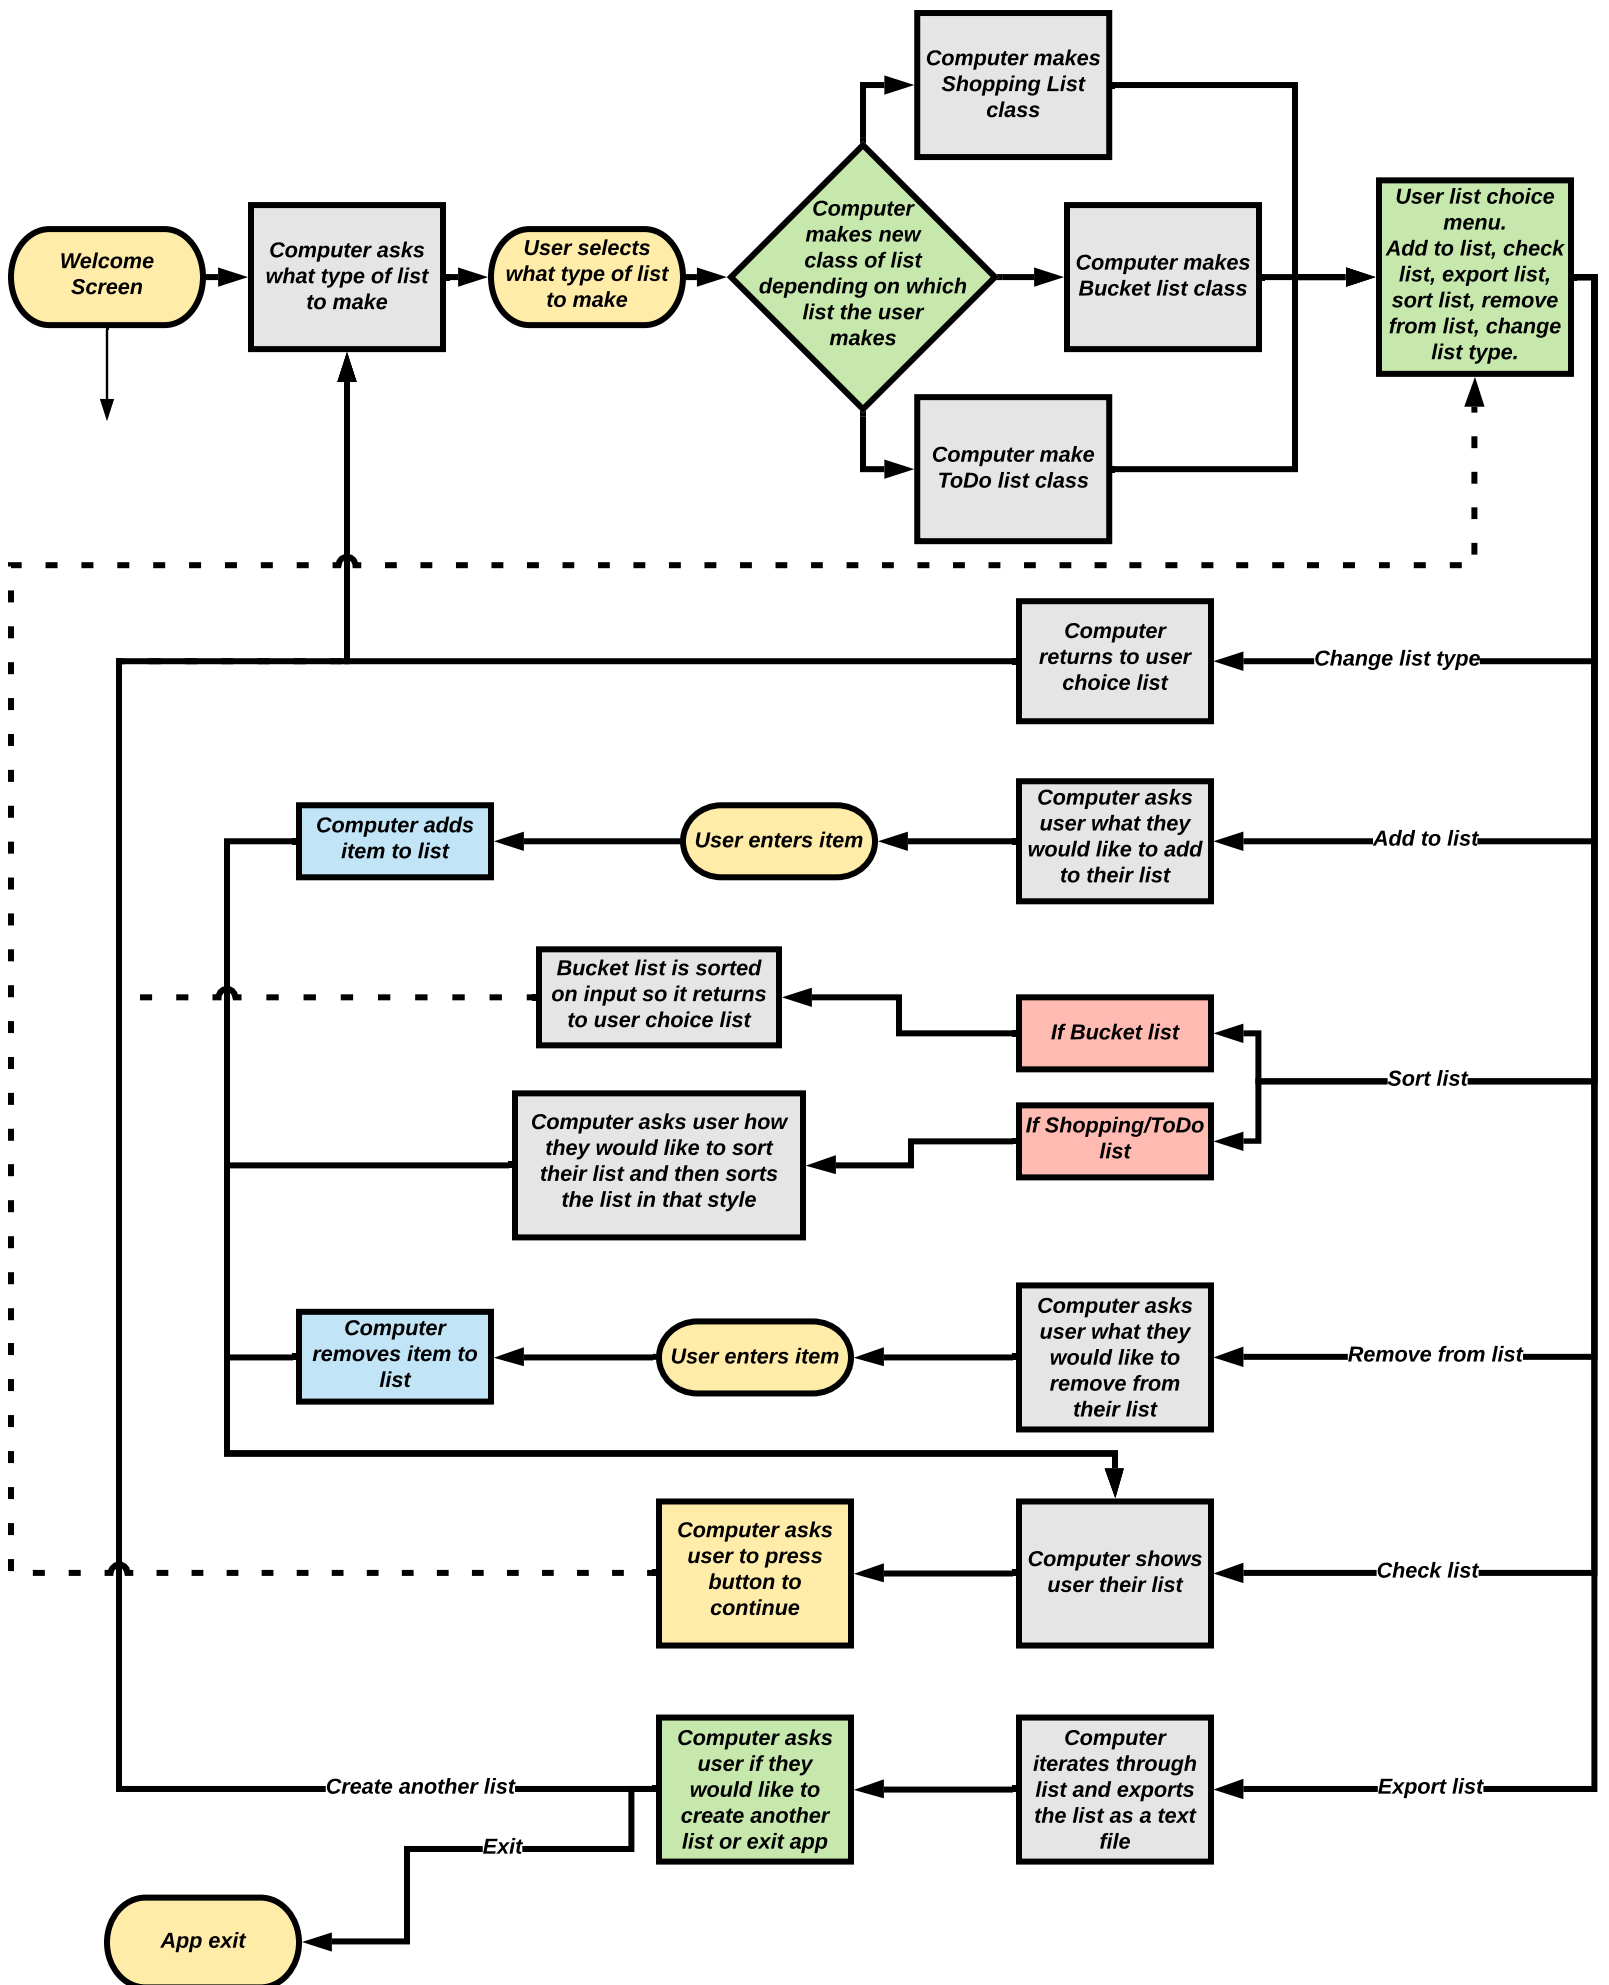 Computer makes
Shopping List
class
Welcome
Screen
Computer asks
what type of list
to make
User selects
what type of list
to make
Computer
makes new
class of list
depending on which
list the user
makes
Computer makes
Bucket list class
User list choice
menu.
Add to list, check
list, export list,
sort list, remove
from list, change
list type.
Computer make
ToDo list class
Computer
returns to user
choice list
Change list type
Computer adds
item to list
User enters item
Computer asks
user what they
would like to add
to their list
Add to list
Bucket list is sorted
on input so it returns
to user choice list
If Bucket list
Sort list
Computer asks user how
they would like to sort
their list and then sorts
the list in that style
If Shopping/ToDo
list
Computer
removes item to
list
User enters item
Computer asks
user what they
would like to
remove from
their list
Remove from list
Computer asks
user to press
button to
continue
Computer shows
user their list
Check list
Create another list
Computer asks
user if they
would like to
create another
list or exit app
Computer
iterates through
list and exports
the list as a text
file
Export list
Exit
App exit